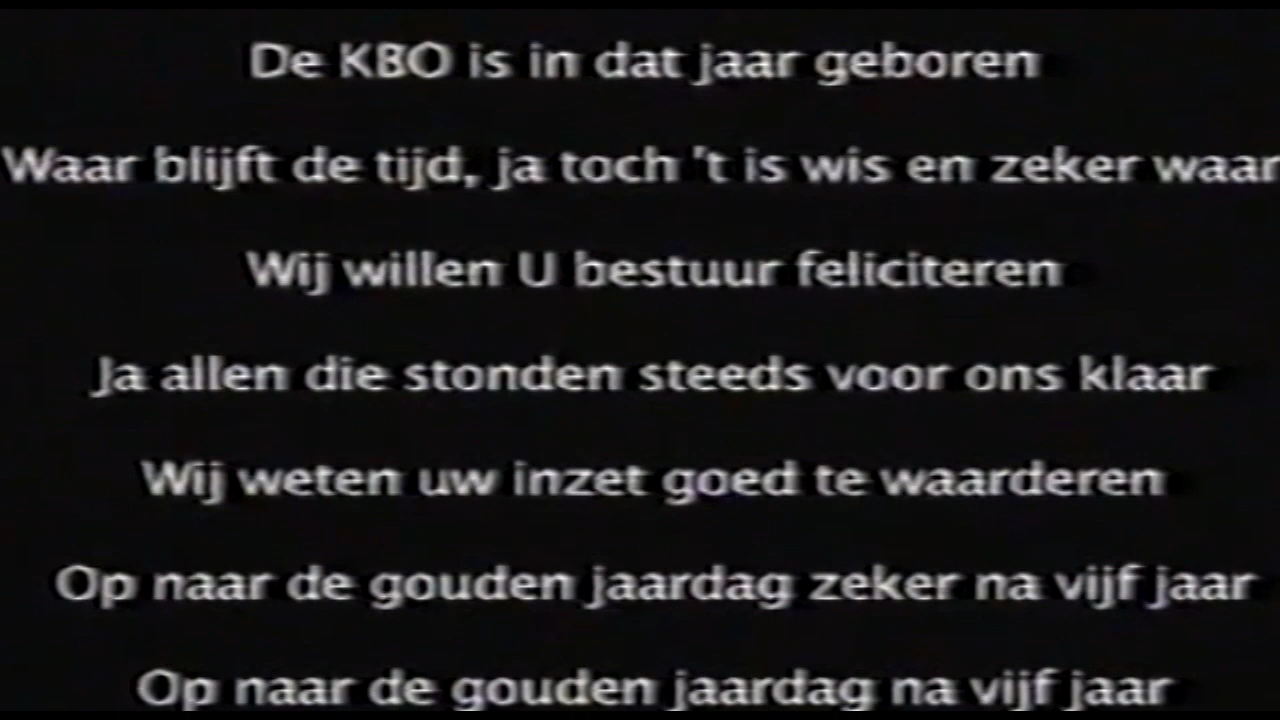 De KBO is in dat jaar geboren
Waar blijft de tijd, ja toch 't is wis en zeker waar
Wij willen U bestuur feliciteren
Ja allen die stonden steeds voor ons klaar
Wij weten uw inzet goed te waarderen
Op naar de gouden jaardag zeker na vijf jaar
Op naar de gouden jaardag na vijf jaar